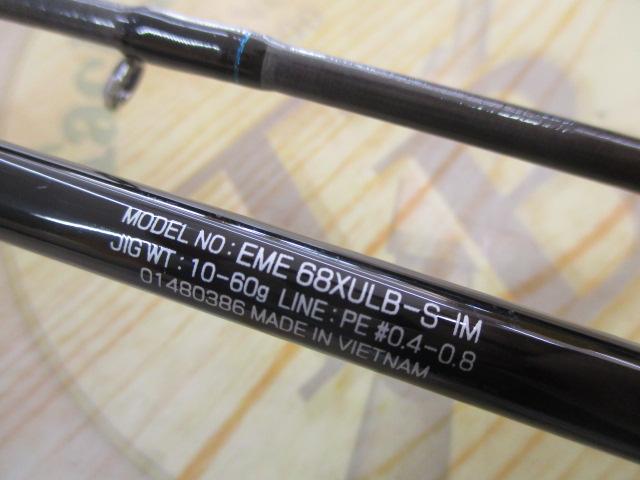 MODEL NO : EME 68XULB-S-IM
JIG WT : 10-60g LINE : PE #0.4-0.8
01480386 MADE IN VIETNAM